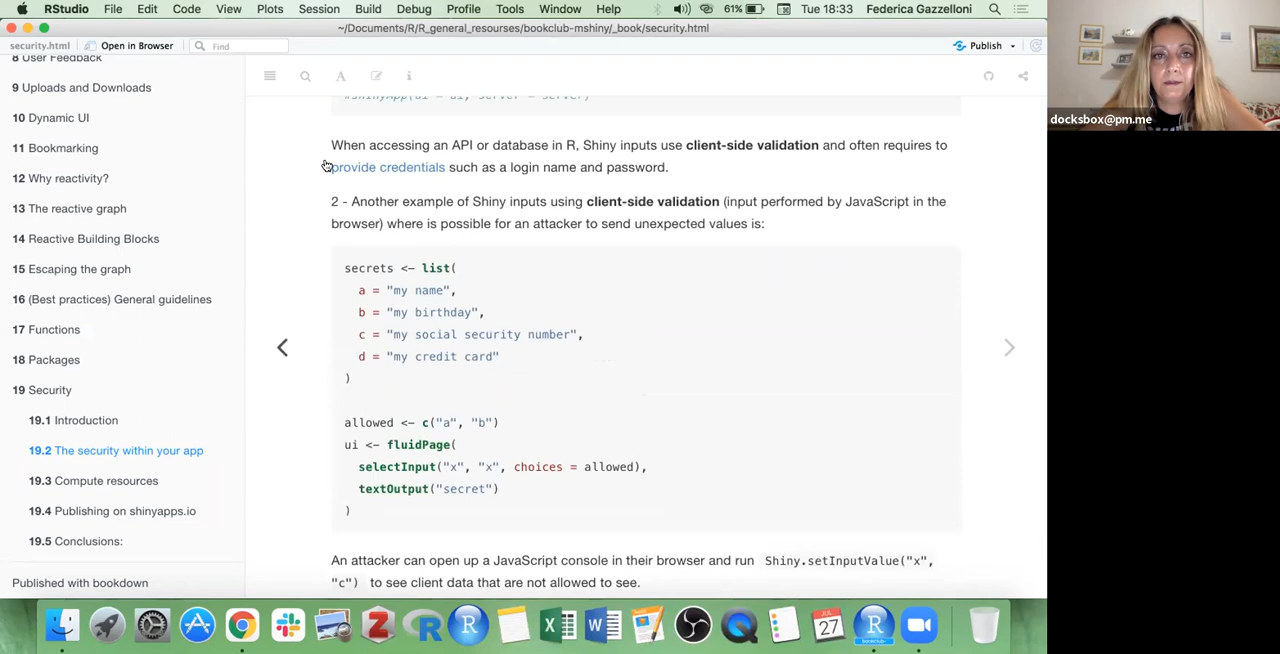 RStudio File Edit Code View Plots Session Build Debug Profile Tools Window Help 61% Tue 18:33 Federica Gazzelloni
~/Documents/R/R_general_resourses/bookclub-mshiny/_book/security.html
security.html Open in Browser Find Publish
8 User Feedback
9 Uploads and Downloads
10 Dynamic UI
11 Bookmarking
12 Why reactivity?
13 The reactive graph
14 Reactive Building Blocks
15 Escaping the graph
16 (Best practices) General guidelines
17 Functions
18 Packages
19 Security
19.1 Introduction
19.2 The security within your app
19.3 Compute resources
19.4 Publishing on shinyapps.io
19.5 Conclusions:
Published with bookdown
#shinyApp(ui = ui, server = server)
When accessing an API or database in R, Shiny inputs use client-side validation and often requires to
provide credentials such as a login name and password.
2 - Another example of Shiny inputs using client-side validation (input performed by JavaScript in the
browser) where is possible for an attacker to send unexpected values is:
secrets <- list(
a = "my name",
b = "my birthday",
c = "my social security number",
d = "my credit card"
)
allowed <- c("a", "b")
ui <- fluidPage(
selectInput("x", "x", choices = allowed),
textOutput("secret")
)
An attacker can open up a JavaScript console in their browser and run Shiny.setInputValue("x",
"c") to see client data that are not allowed to see.
docksbox@pm.me